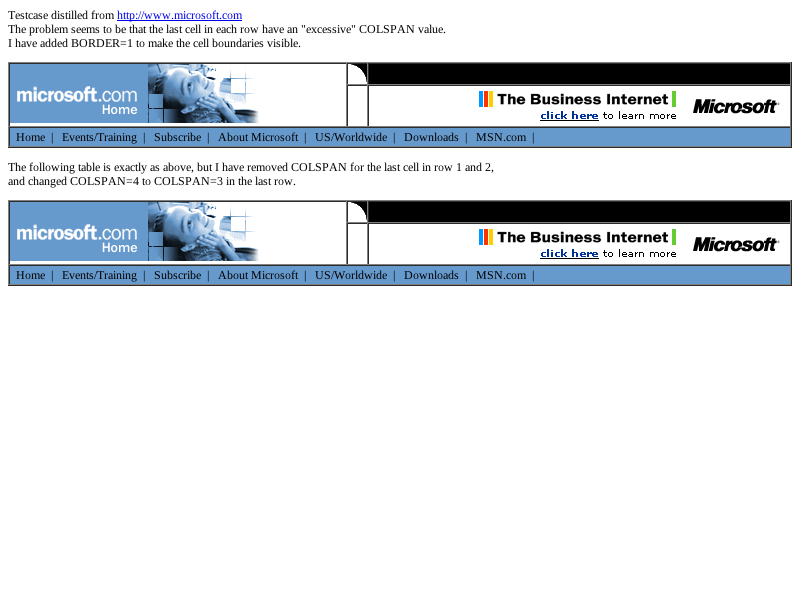 Testcase distilled from http://www.microsoft.com
The problem seems to be that the last cell in each row have an "excessive" COLSPAN value.
I have added BORDER=1 to make the cell boundaries visible.
microsoft.com
Home
The Business Internet
click here to learn more
Microsoft
Home | Events/Training | Subscribe | About Microsoft | US/Worldwide | Downloads | MSN.com |
The following table is exactly as above, but I have removed COLSPAN for the last cell in row 1 and 2,
and changed COLSPAN=4 to COLSPAN=3 in the last row.
microsoft.com
Home
The Business Internet
click here to learn more
Microsoft
Home | Events/Training | Subscribe | About Microsoft | US/Worldwide | Downloads | MSN.com |